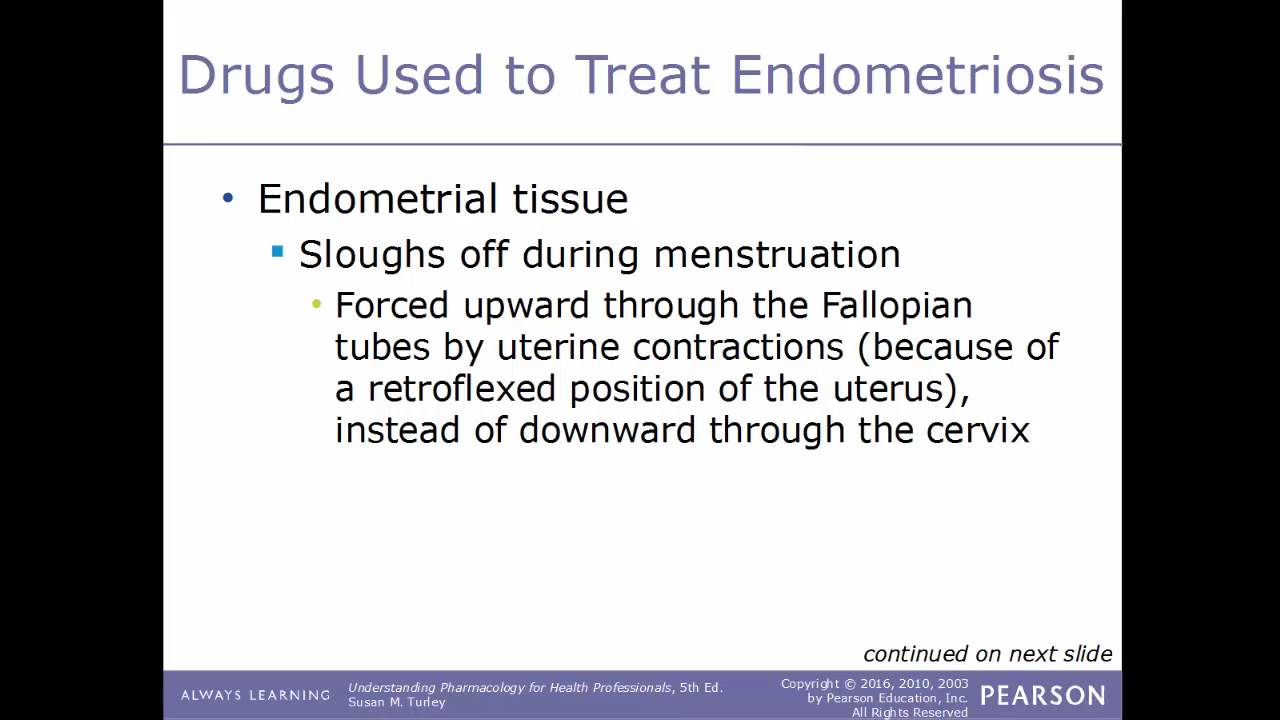 Drugs Used to Treat Endometriosis
• Endometrial tissue
▪ Sloughs off during menstruation
• Forced upward through the Fallopian
tubes by uterine contractions (because of
a retroflexed position of the uterus),
instead of downward through the cervix
continued on next slide
ALWAYS LEARNING
Understanding Pharmacology for Health Professionals, 5th Ed.
Susan M. Turley
Copyright © 2016, 2010, 2003
by Pearson Education, Inc.
All Rights Reserved
PEARSON